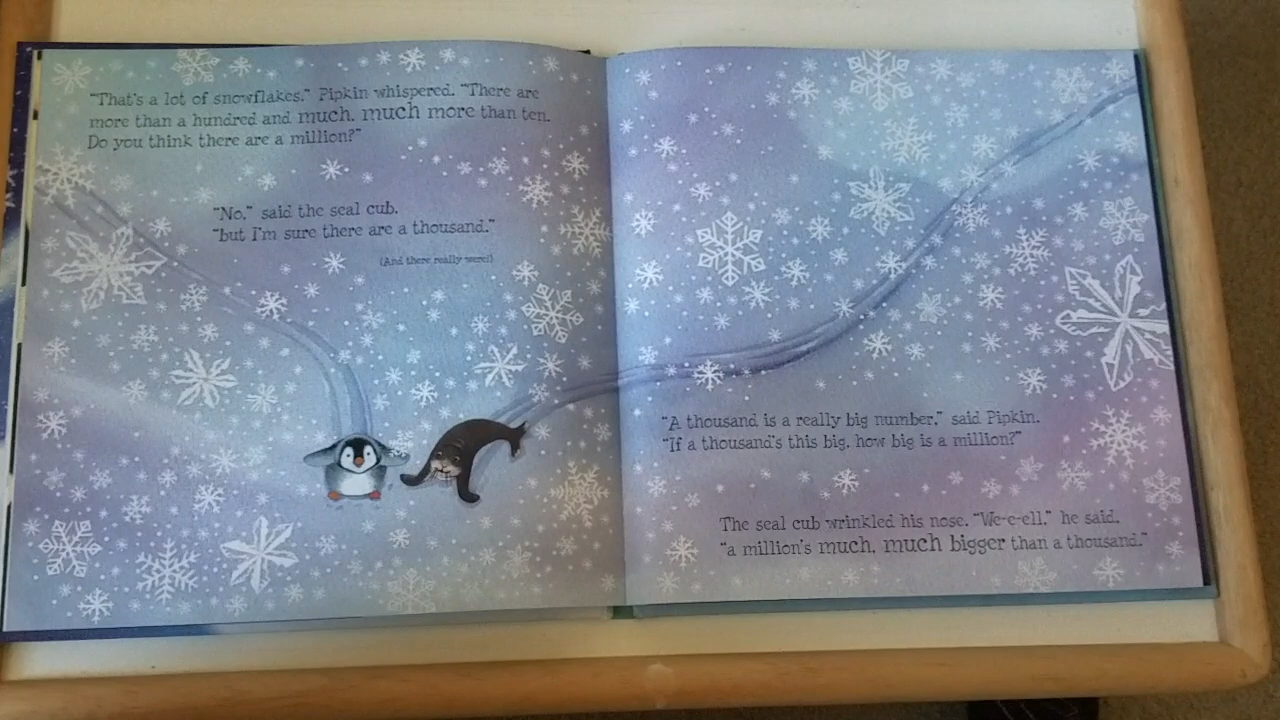 "That's a lot of snowflakes," Pipkin whispered. "There are
more than a hundred and much, much more than ten.
Do you think there are a million?"
"No," said the seal cub,
"but I'm sure there are a thousand."
(And there really were!)
"A thousand is a really big number," said Pipkin.
"If a thousand's this big, how big is a million?"
The seal cub wrinkled his nose. "We-e-ell," he said,
"a million's much, much bigger than a thousand."